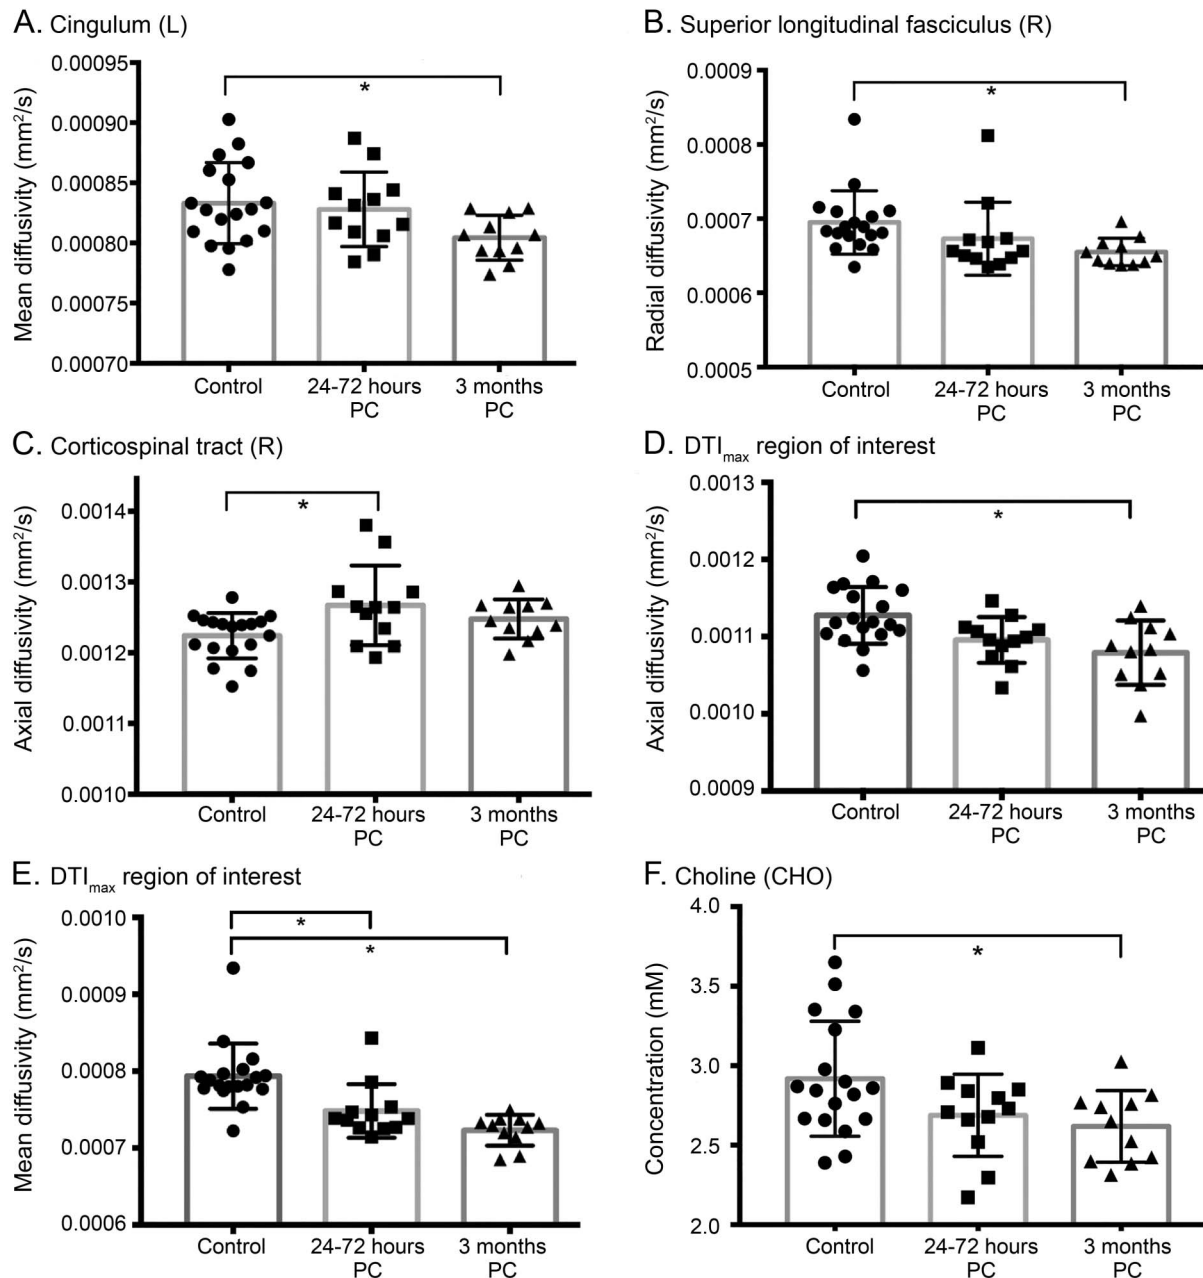 A. Cingulum (L)
Mean diffusivity (mm²/s)
0.00095
0.00090
0.00085
0.00080
0.00075
0.00070
*
Control
24-72 hours
PC
3 months
PC
B. Superior longitudinal fasciculus (R)
Radial diffusivity (mm²/s)
0.0009
0.0008
0.0007
0.0006
0.0005
*
Control
24-72 hours
PC
3 months
PC
C. Corticospinal tract (R)
Axial diffusivity (mm²/s)
0.0014
0.0013
0.0012
0.0011
0.0010
*
Control
24-72 hours
PC
3 months
PC
D. DTImax region of interest
Axial diffusivity (mm²/s)
0.0013
0.0012
0.0011
0.0010
0.0009
*
Control
24-72 hours
PC
3 months
PC
E. DTImax region of interest
Mean diffusivity (mm²/s)
0.0010
0.0009
0.0008
0.0007
0.0006
*
*
Control
24-72 hours
PC
3 months
PC
F. Choline (CHO)
Concentration (mM)
4.0
3.5
3.0
2.5
2.0
*
Control
24-72 hours
PC
3 months
PC